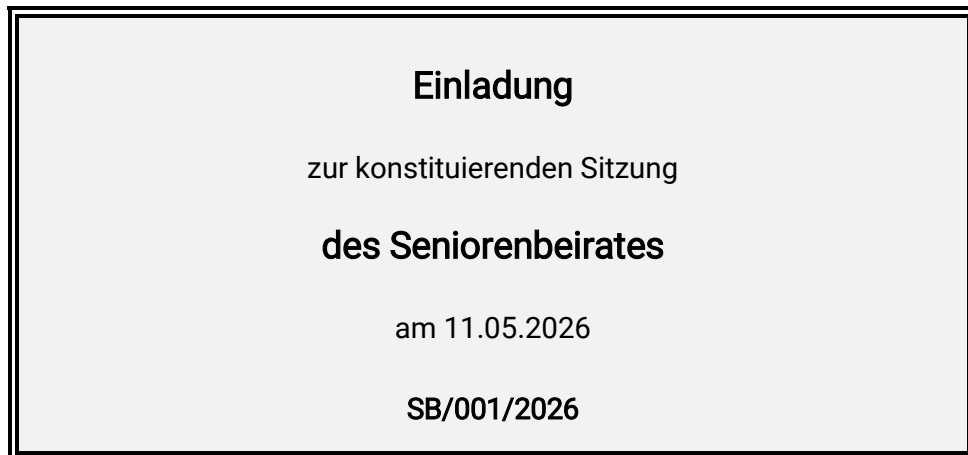 Einladung
zur konstituierenden Sitzung
des Seniorenbeirates
am 11.05.2026
SB/001/2026